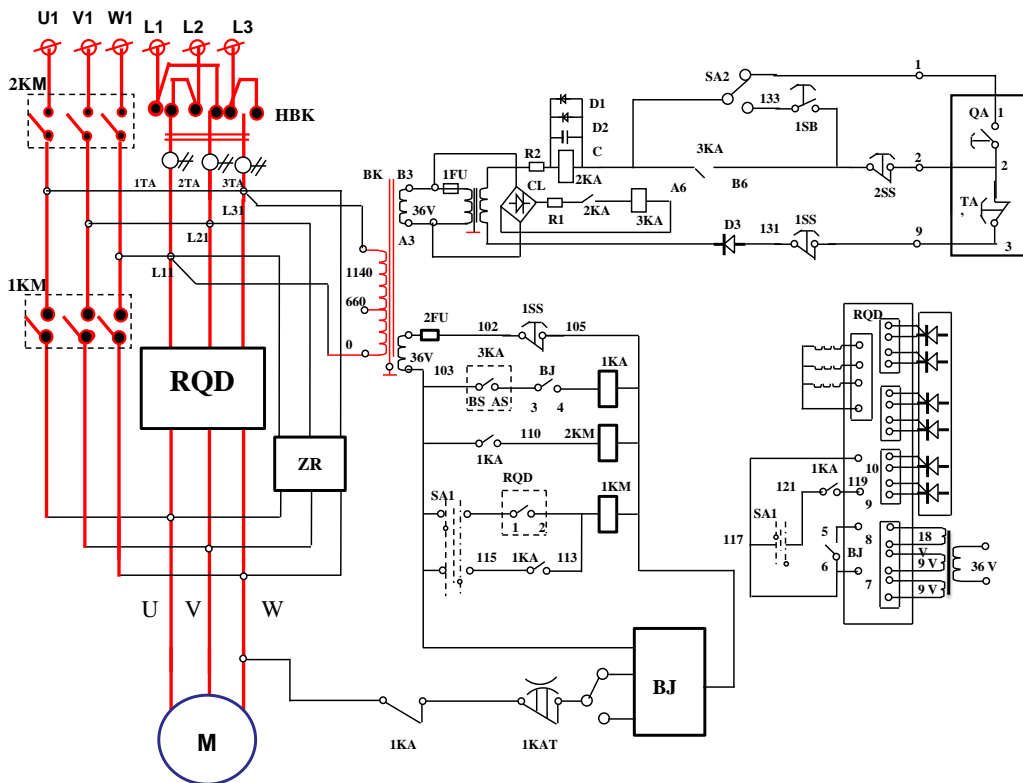 U1 V1 W1 L1 L2 L3
2KM
HBK
1TA 2TA 3TA
L31
L21
L11
1KM
RQD
ZR
U V W
M
BK B3 1FU
36V
A3
1140
660
0
36V
2FU
103
CL
R2
R1
D1
D2
C
2KA
2KA
3KA
A6
3KA
B6
SA2
133
1SB
1
2SS
2
D3 131 1SS
9
QA 1
2
TA,
3
102 1SS 105
3KA
BS AS
BJ
3 4
1KA
110 2KM
1KA
SA1
RQD
1 2
1KM
115 1KA 113
BJ
1KA
1KAT
RQD
1KA
10
121 119
9
SA1
117
5 8
BJ
6 7
18
V
9 V
9 V
36 V